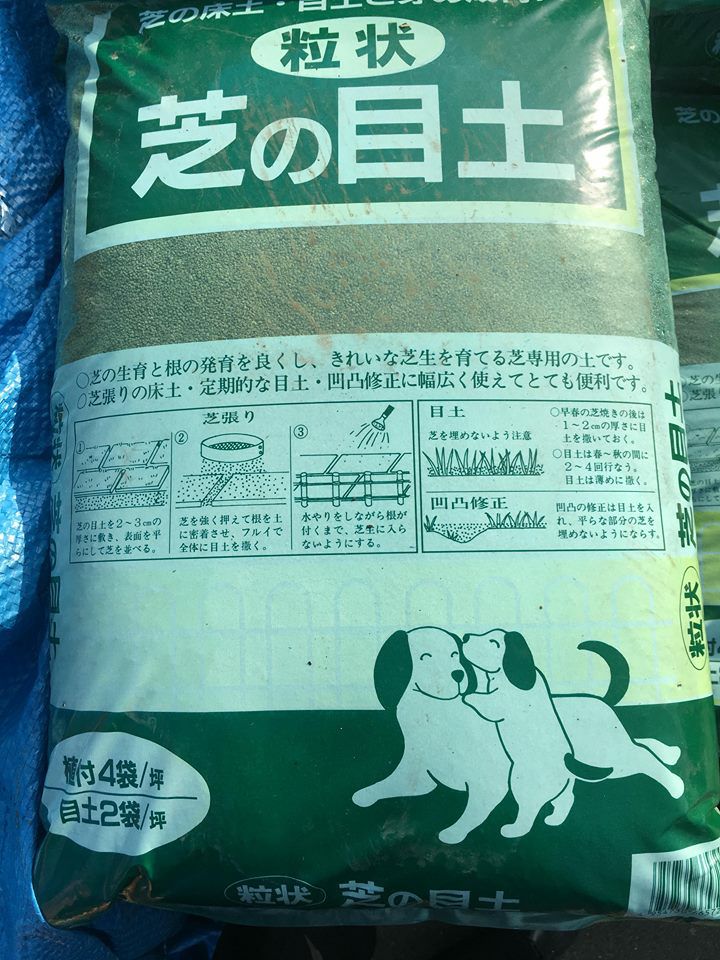 芝の床土・目土
粒状
芝の目土
○芝の生育と根の発育を良くし、きれいな芝生を育てる芝専用の土です。
○芝張りの床土・定期的な目土・凹凸修正に幅広く使えてとても便利です。
芝張り
①
芝の目土を2~3㎝の
厚さに敷き、表面を平
らにして芝を並べる。
②
芝を強く押えて根を土
に密着させ、フルイで
全体に目土を撒く。
③
水やりをしながら根が
付くまで、芝生に入ら
ないようにする。
目土
芝を埋めないよう注意
○早春の芝焼きの後は
1~2㎝の厚さに目
土を撒いておく。
○目土は春~秋の間に
2~4回行なう。
目土は薄めに撒く。
凹凸修正
凹凸の修正は目土を入
れ、平らな部分の芝を
埋めないようにならす。
植付4袋/坪
目土2袋/坪
粒状 芝の目土
粒状 芝の目土